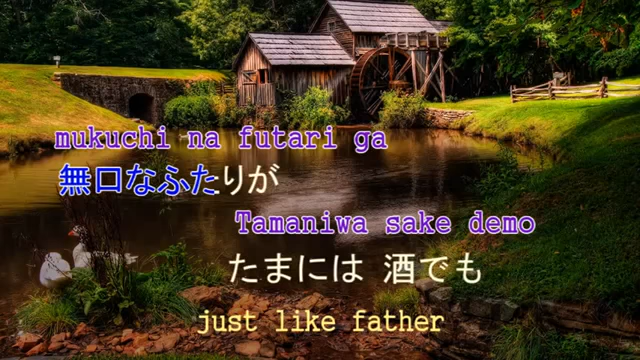 mukuchi na futari ga
無口なふたりが
Tamaniwa sake demo
たまには 酒でも
just like father